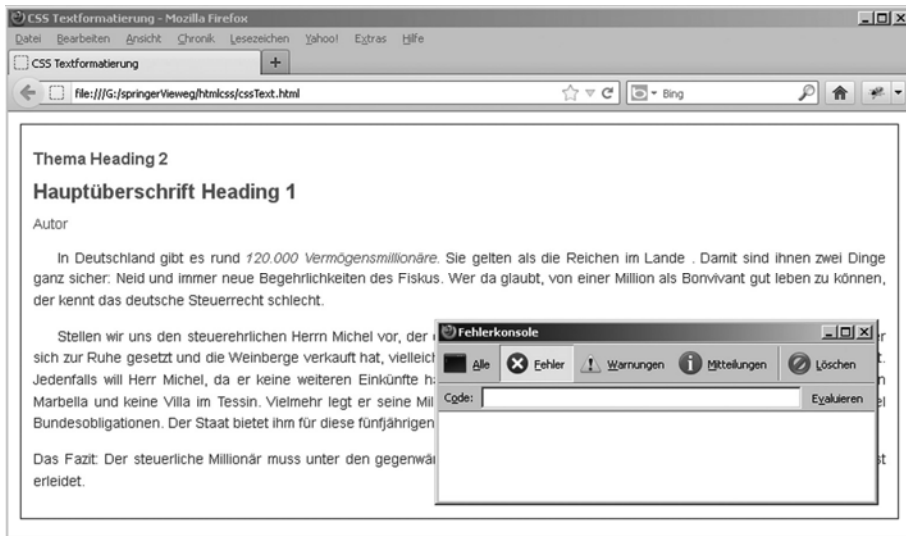 CSS Textformatierung - Mozilla Firefox
Datei Bearbeiten Ansicht Chronik Lesezeichen Yahoo! Extras Hilfe
CSS Textformatierung +
file:///G:/springerVieweg/htmlcss/cssText.html Bing
Thema Heading 2
Hauptüberschrift Heading 1
Autor
In Deutschland gibt es rund 120.000 Vermögensmillionäre. Sie gelten als die Reichen im Lande . Damit sind ihnen zwei Dinge
ganz sicher: Neid und immer neue Begehrlichkeiten des Fiskus. Wer da glaubt, von einer Million als Bonvivant gut leben zu können,
der kennt das deutsche Steuerrecht schlecht.
Stellen wir uns den steuerehrlichen Herrn Michel vor, der
sich zur Ruhe gesetzt und die Weinberge verkauft hat,
Jedenfalls will Herr Michel, da er keine weiteren Einkünfte
Marbella und keine Villa im Tessin. Vielmehr legt er seine
Bundesobligationen. Der Staat bietet ihm für diese fünfjährigen
Das Fazit: Der steuerliche Millionär muss unter den
erleidet.
Fehlerkonsole
Alle Fehler Warnungen Mitteilungen Löschen
Code: Evaluieren